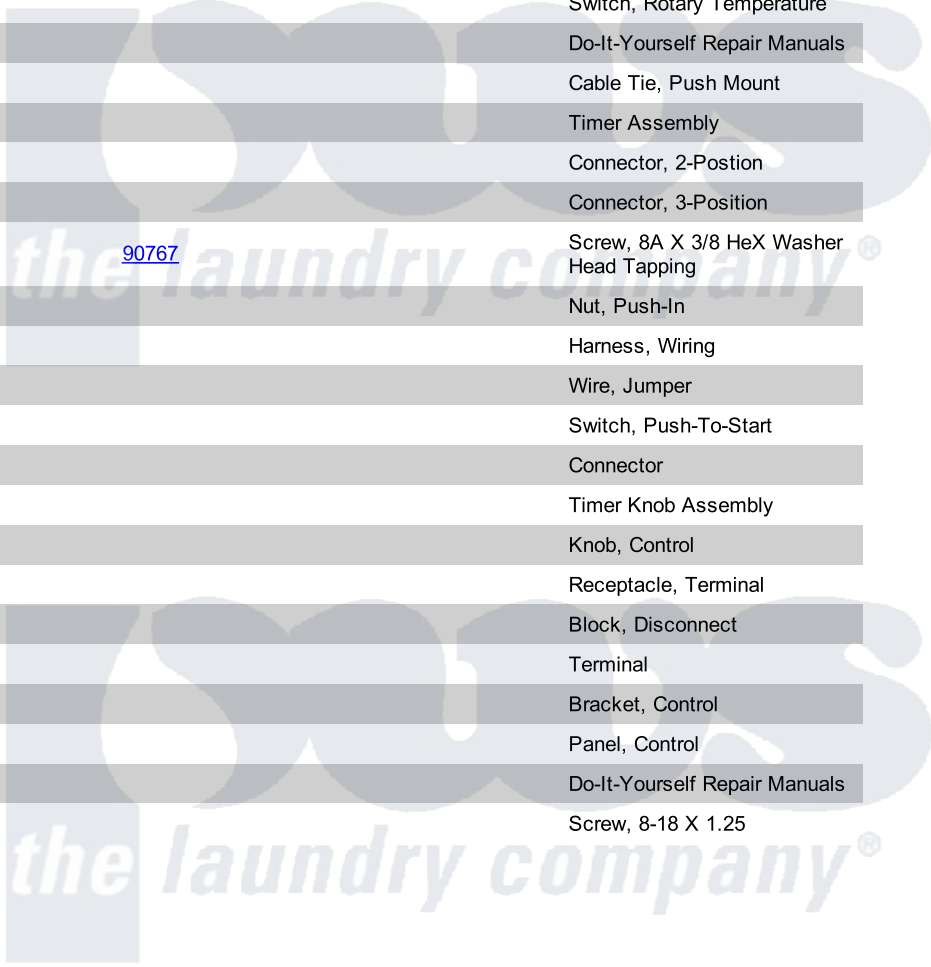 Switch, Rotary Temperature
Do-It-Yourself Repair Manuals
Cable Tie, Push Mount
Timer Assembly
Connector, 2-Postion
Connector, 3-Position
90767
Screw, 8A X 3/8 HeX Washer
Head Tapping
Nut, Push-In
Harness, Wiring
Wire, Jumper
Switch, Push-To-Start
Connector
Timer Knob Assembly
Knob, Control
Receptacle, Terminal
Block, Disconnect
Terminal
Bracket, Control
Panel, Control
Do-It-Yourself Repair Manuals
Screw, 8-18 X 1.25
the laundry company®
the laundry company®